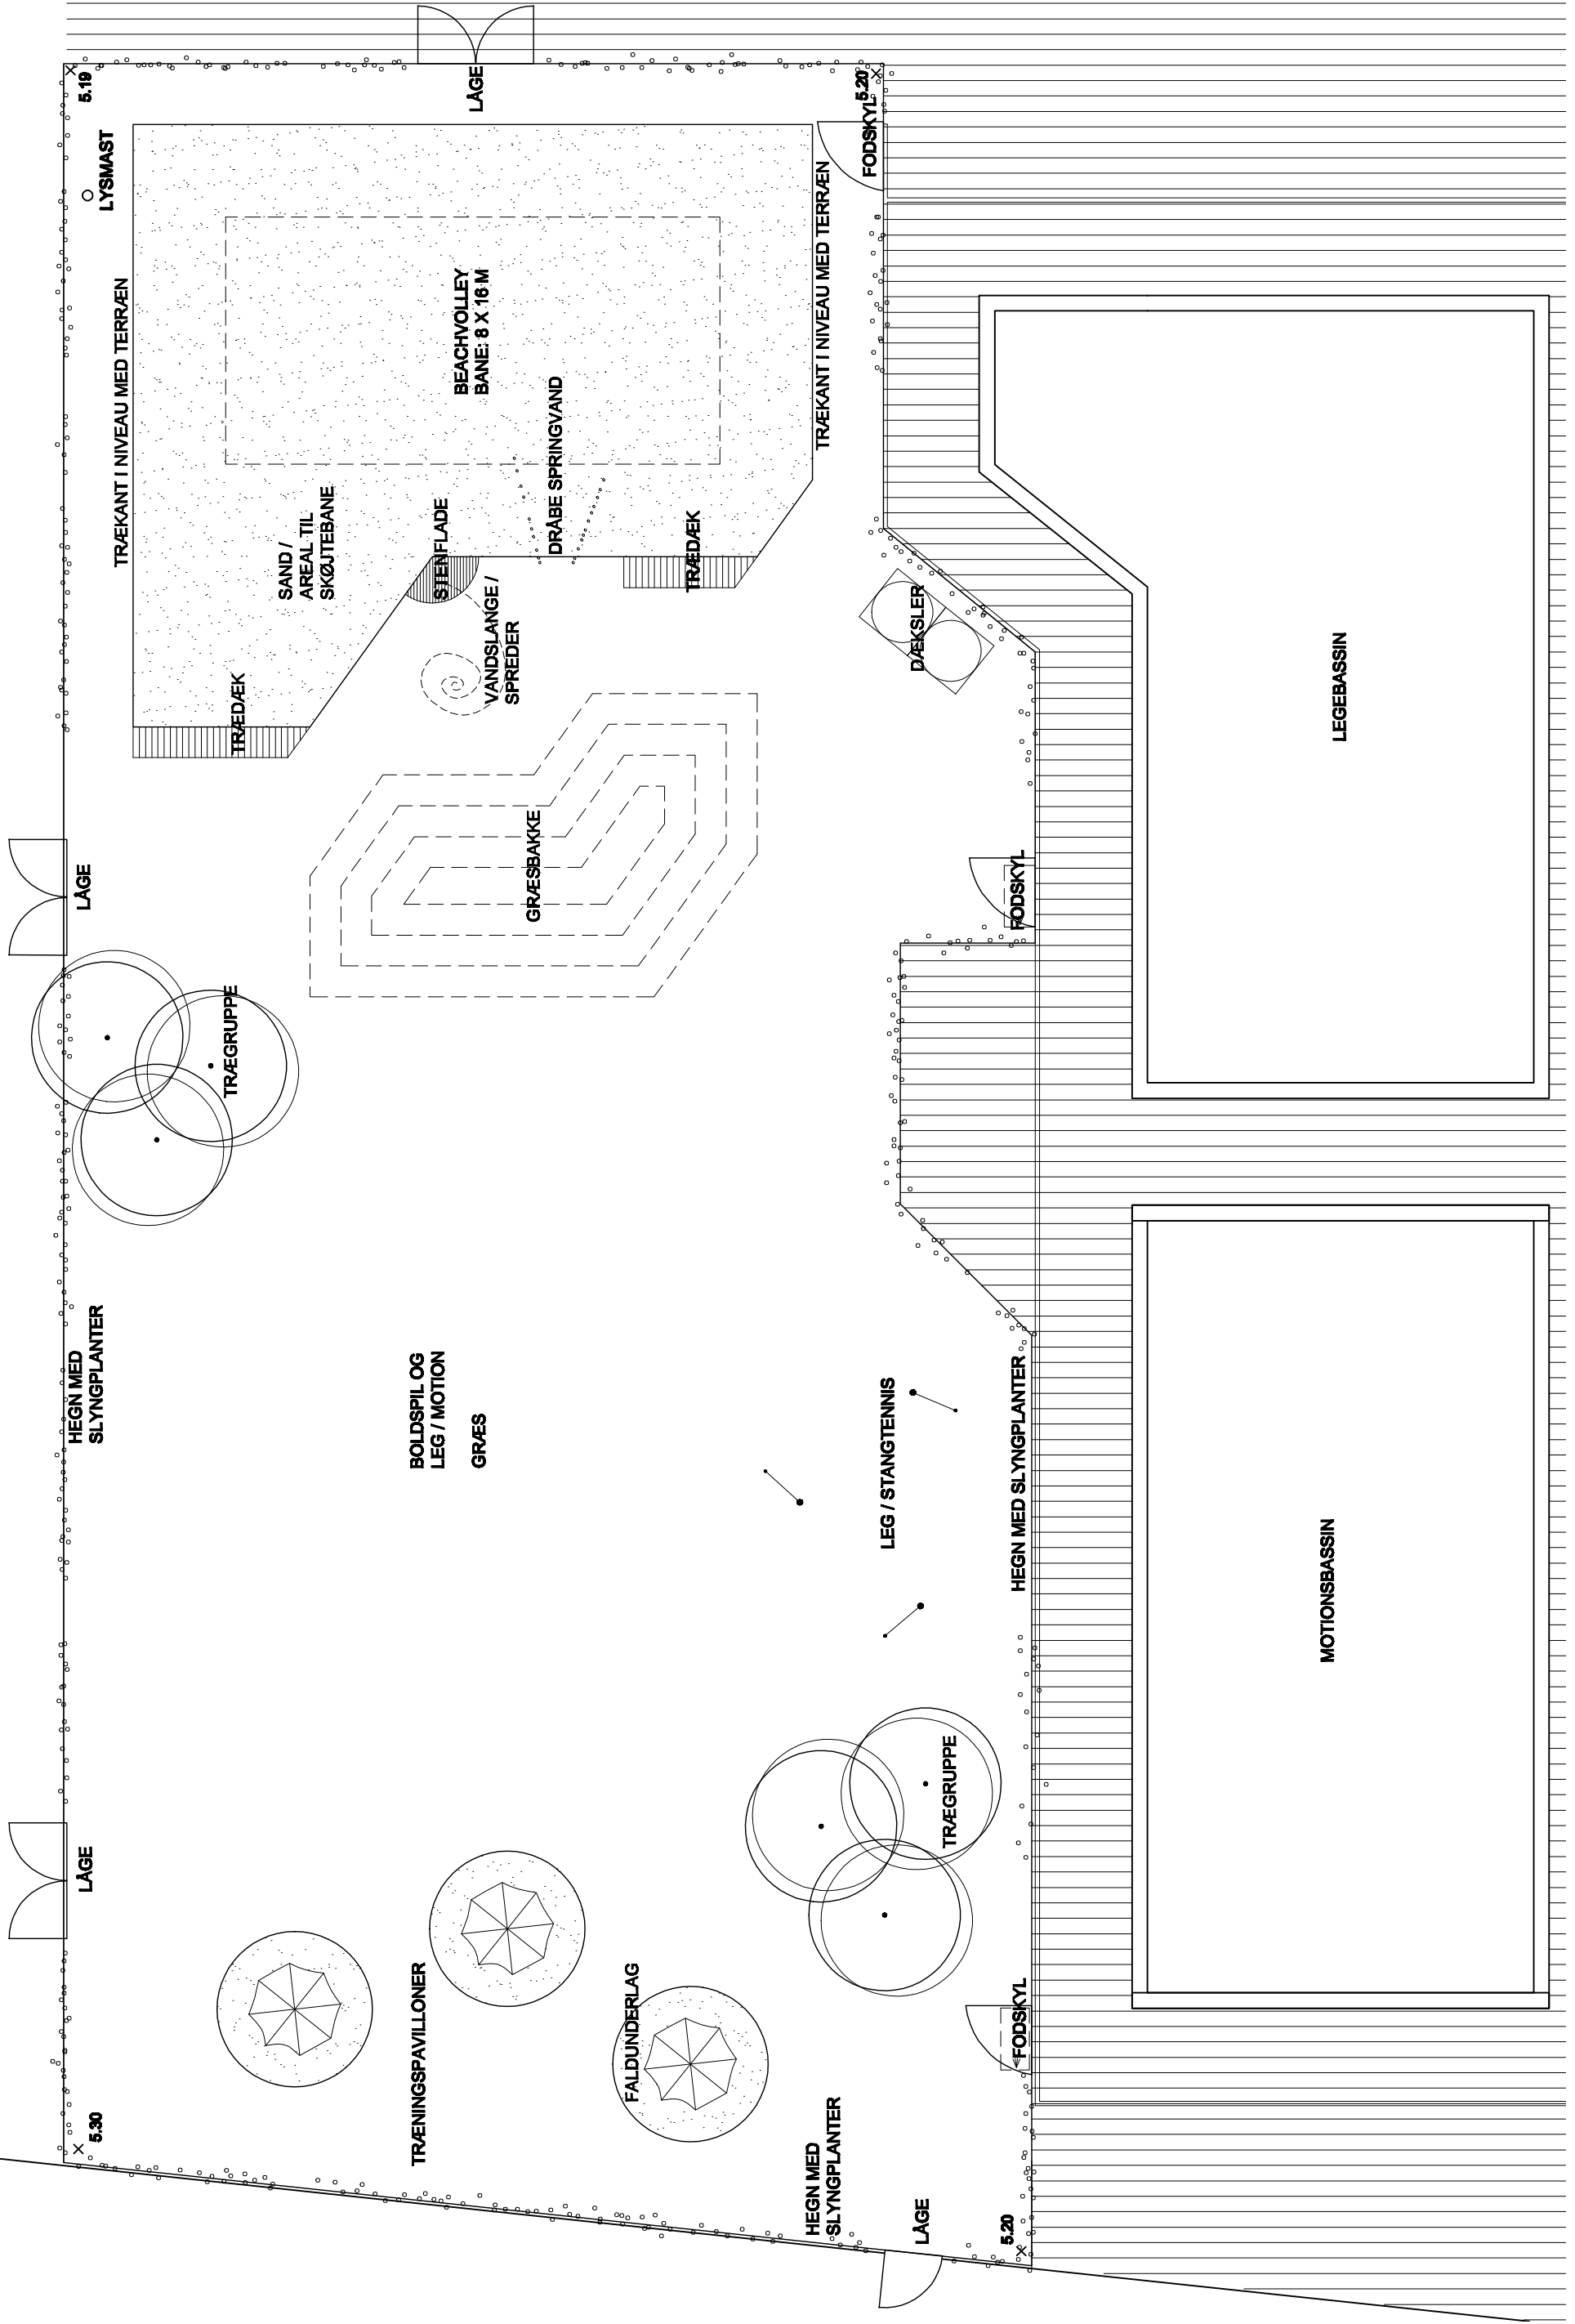 5.30
LÅGE
HEGN MED
SLYNGPLANTER
LÅGE
5.19
LYSMAST
TRÆKANT I NIVEAU MED TERRÆN
TRÆGRUPPE
TRÆDÆK
SAND /
AREAL TIL
SKØJTEBANE
TRÆNINGSPAVILLONER
BOLDSPIL OG
LEG / MOTION
GRÆS
STENFLADE
BEACHVOLLEY
BANE: 8 X 16 M
LÅGE
VANDSLANGE /
SPREDER
GRÆSBAKKE
DRÅBE SPRINGVAND
FALDUNDERLAG
TRÆDÆK
HEGN MED
SLYNGPLANTER
TRÆKANT I NIVEAU MED TERRÆN
5.20
FODSKYL
LEG / STANGTENNIS
LÅGE
DÆKSLER
TRÆGRUPPE
5.20
FODSKYL
HEGN MED SLYNGPLANTER
FODSKYL
MOTIONSBASSIN
LEGEBASSIN